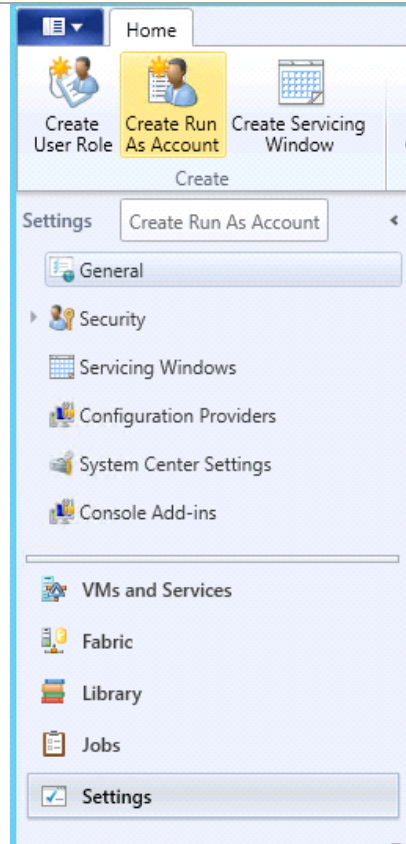 Home
Create User Role
Create Run As Account
Create Servicing Window
Create
Settings
Create Run As Account
General
Security
Servicing Windows
Configuration Providers
System Center Settings
Console Add-ins
VMs and Services
Fabric
Library
Jobs
Settings